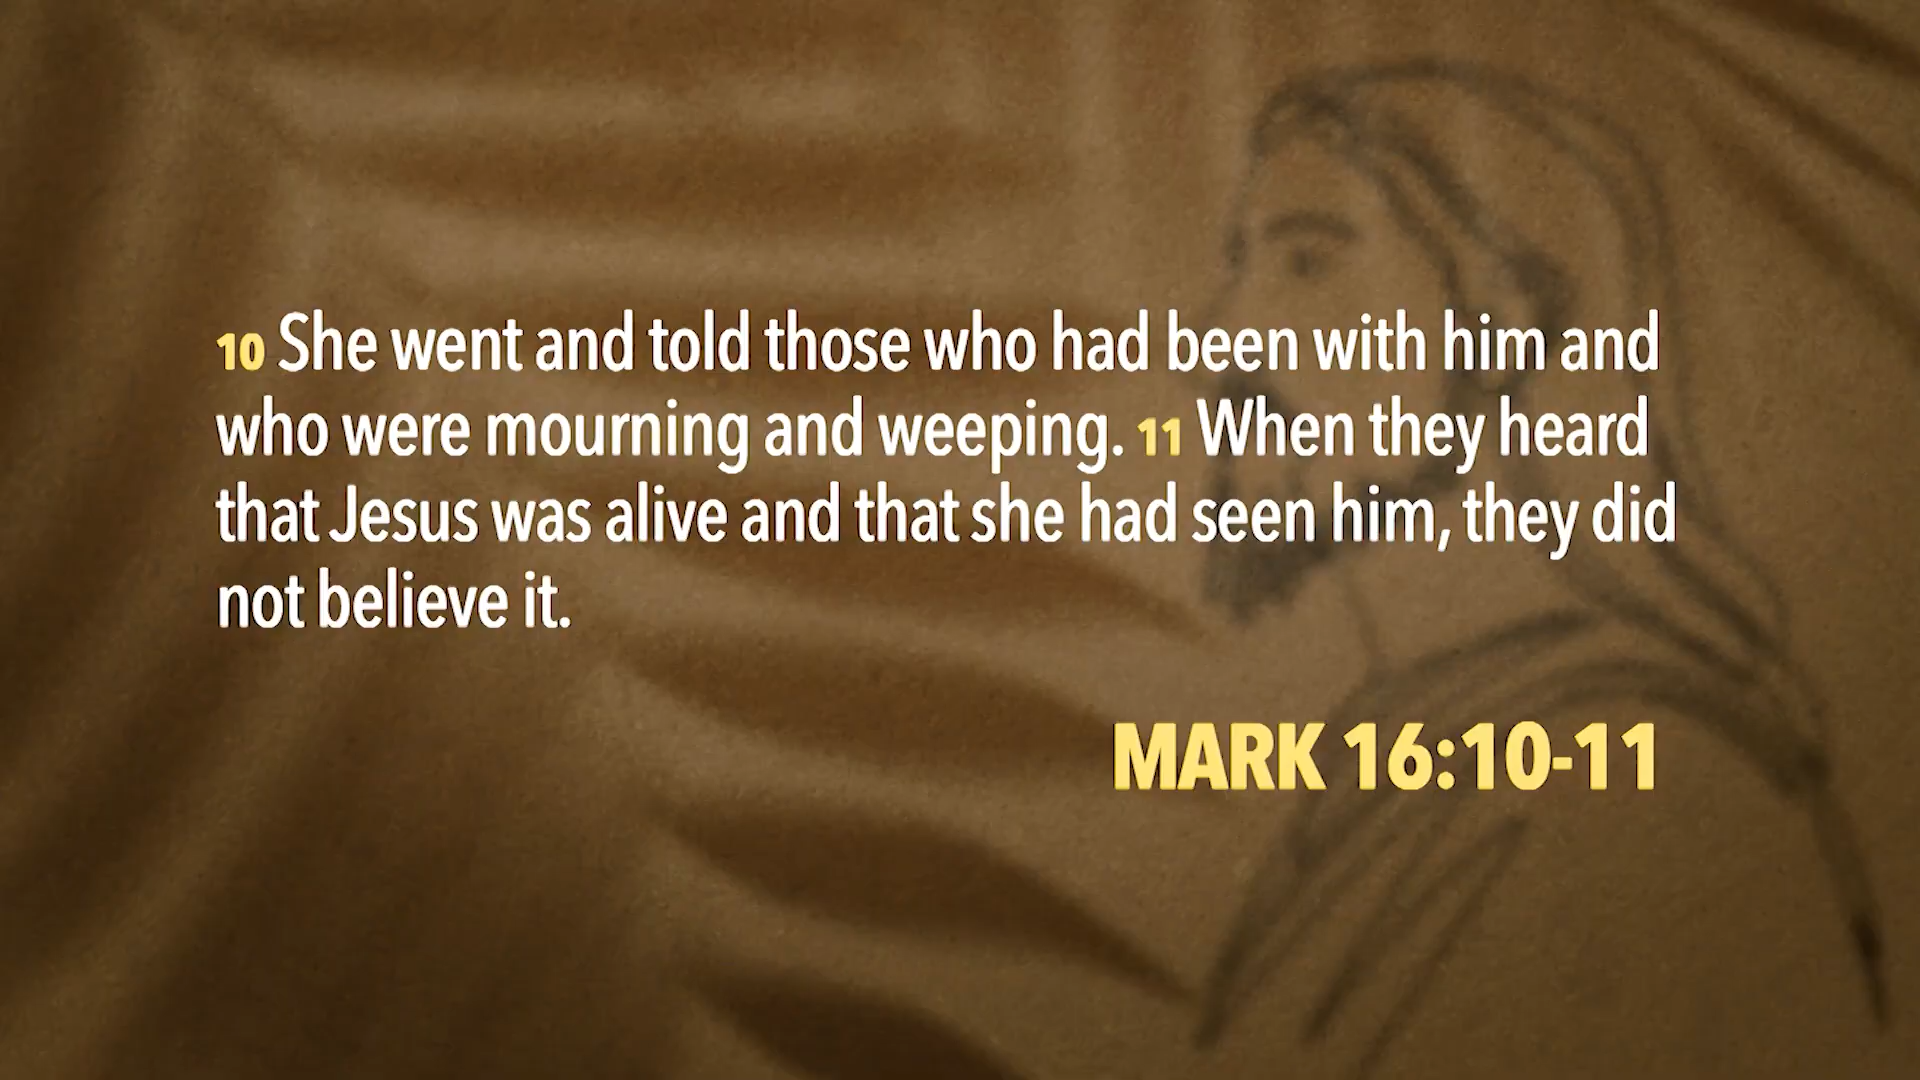 10 She went and told those who had been with him and
who were mourning and weeping. 11 When they heard
that Jesus was alive and that she had seen him, they did
not believe it.
MARK 16:10-11